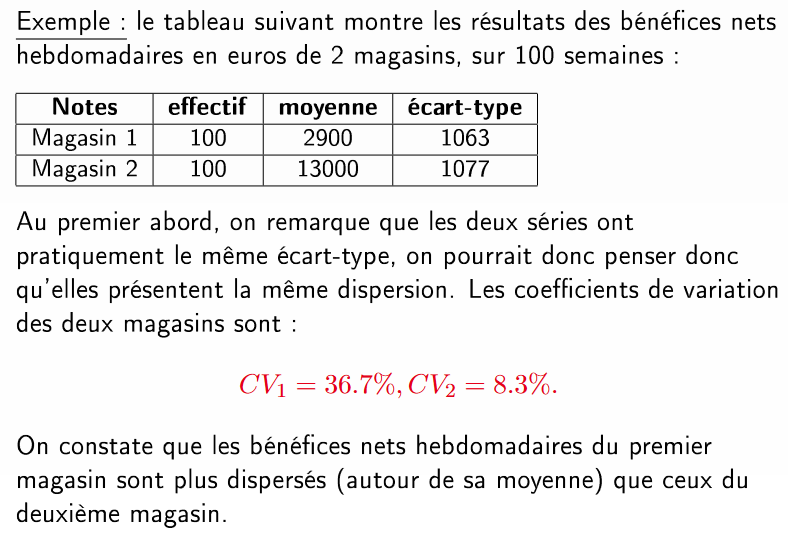 Exemple : le tableau suivant montre les résultats des bénéfices nets
hebdomadaires en euros de 2 magasins, sur 100 semaines :
Notes effectif moyenne écart-type
Magasin 1 100 2900 1063
Magasin 2 100 13000 1077
Au premier abord, on remarque que les deux séries ont
pratiquement le même écart-type, on pourrait donc penser donc
qu'elles présentent la même dispersion. Les coefficients de variation
des deux magasins sont :
CV₁ = 36.7%, CV₂ = 8.3%.
On constate que les bénéfices nets hebdomadaires du premier
magasin sont plus dispersés (autour de sa moyenne) que ceux du
deuxième magasin.